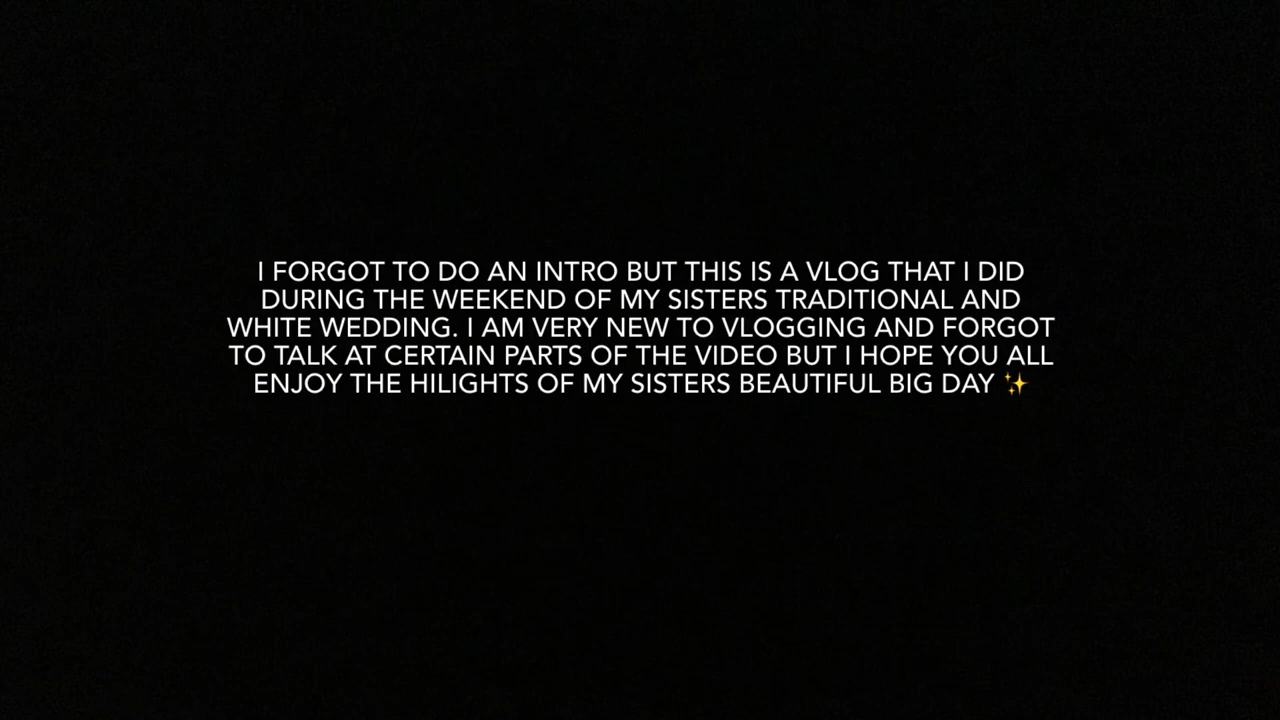 I FORGOT TO DO AN INTRO BUT THIS IS A VLOG THAT I DID
DURING THE WEEKEND OF MY SISTERS TRADITIONAL AND
WHITE WEDDING. I AM VERY NEW TO VLOGGING AND FORGOT
TO TALK AT CERTAIN PARTS OF THE VIDEO BUT I HOPE YOU ALL
ENJOY THE HILIGHTS OF MY SISTERS BEAUTIFUL BIG DAY ✨